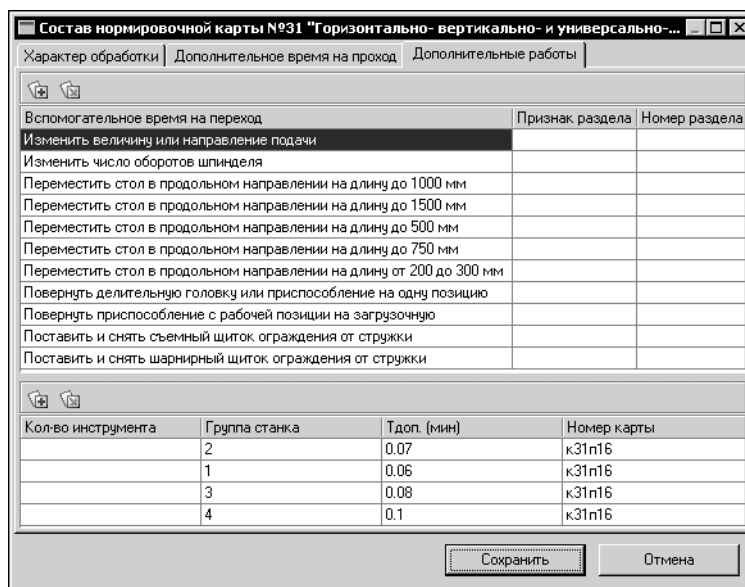 Состав нормировочной карты №31 "Горизонтально- вертикально- и универсально-...
Характер обработки Дополнительное время на проход Дополнительные работы
Вспомогательное время на переход Признак раздела Номер раздела
Изменить величину или направление подачи
Изменить число оборотов шпинделя
Переместить стол в продольном направлении на длину до 1000 мм
Переместить стол в продольном направлении на длину до 1500 мм
Переместить стол в продольном направлении на длину до 500 мм
Переместить стол в продольном направлении на длину до 750 мм
Переместить стол в продольном направлении на длину от 200 до 300 мм
Повернуть делительную головку или приспособление на одну позицию
Повернуть приспособление с рабочей позиции на загрузочную
Поставить и снять съемный щиток ограждения от стружки
Поставить и снять шарнирный щиток ограждения от стружки
Кол-во инструмента Группа станка Тдоп. (мин) Номер карты
2 0.07 к31п16
1 0.06 к31п16
3 0.08 к31п16
4 0.1 к31п16
Сохранить Отмена